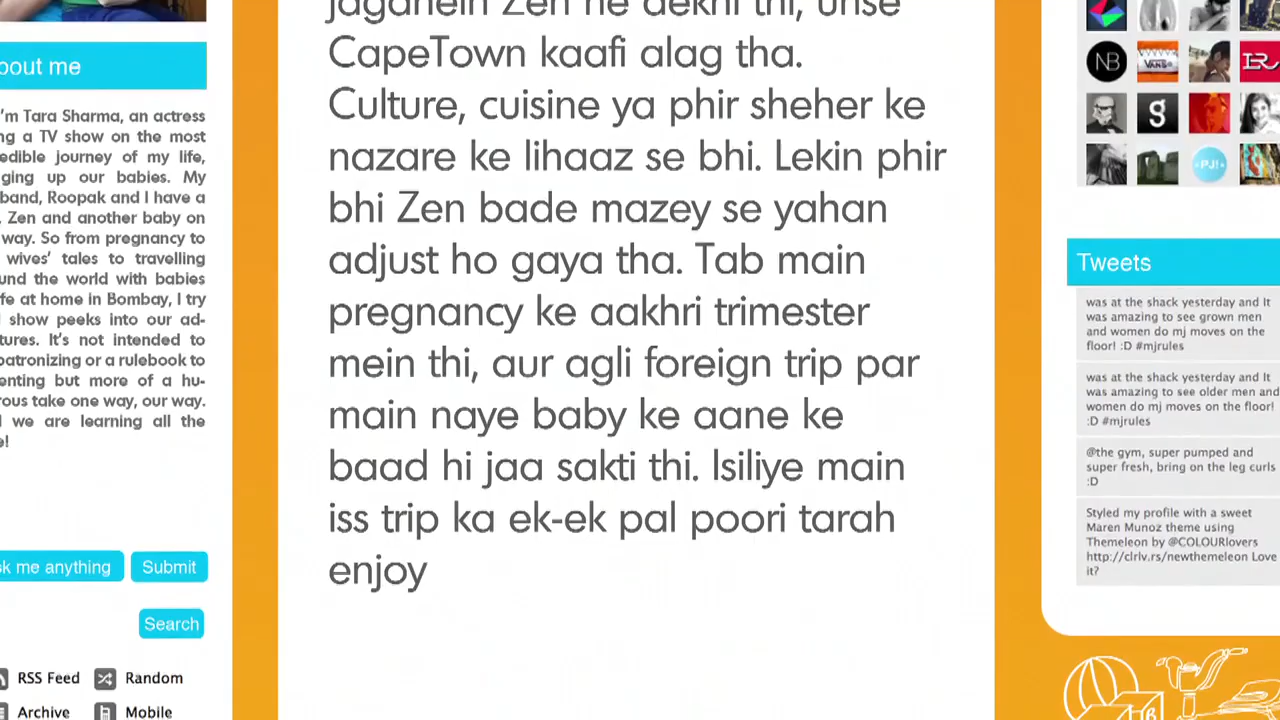 bout me
'm Tara Sharma, an actress
ng a TV show on the most
edible journey of my life,
ging up our babies. My
band, Roopak and I have a
. Zen and another baby on
way. So from pregnancy to
wives' tales to travelling
und the world with babies
fe at home in Bombay, I try
show peeks into our ad-
tures. It's not intended to
patronizing or a rulebook to
enting but more of a hu-
rous take one way, our way.
we are learning all the
e!
sk me anything
Submit
Search
RSS Feed
Random
Archive
Mobile
jaganein Zen ne dekhi thi, unse
CapeTown kaafi alag tha.
Culture, cuisine ya phir sheher ke
nazare ke lihaaz se bhi. Lekin phir
bhi Zen bade mazey se yahan
adjust ho gaya tha. Tab main
pregnancy ke aakhri trimester
mein thi, aur agli foreign trip par
main naye baby ke aane ke
baad hi jaa sakti thi. Isiliye main
iss trip ka ek-ek pal poori tarah
enjoy
NB
VANS
g
PJ!
Tweets
was at the shack yesterday and It
was amazing to see grown men
and women do mj moves on the
floor! :D #mjrules
was at the shack yesterday and It
was amazing to see older men and
women do mj moves on the floor!
:D #mjrules
@the gym, super pumped and
super fresh, bring on the leg curls
:D
Styled my profile with a sweet
Maren Munoz theme using
Themeleon by @COLOURlovers
http://clrlv.rs/newthemeleon Love
it?